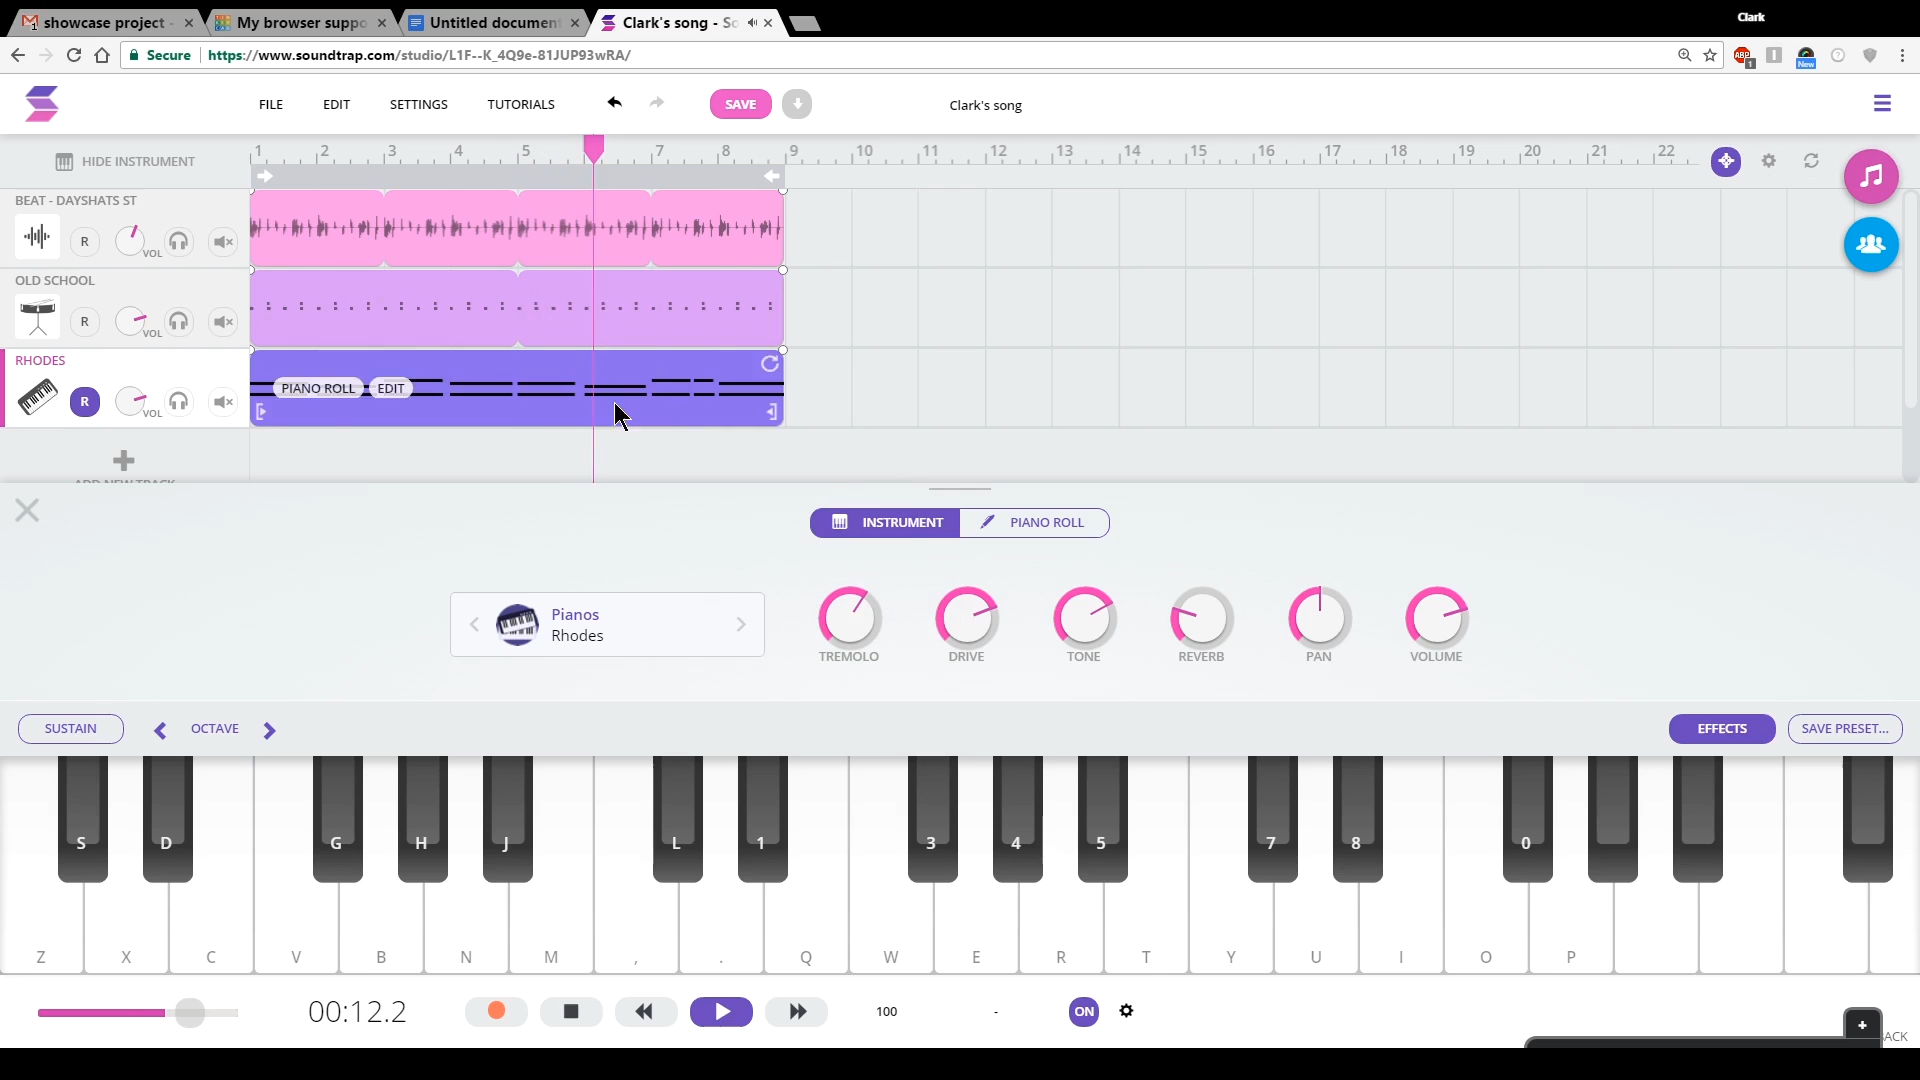 showcase project -
My browser suppo
Untitled documen
Clark's song - So
Clark
Secure
https://www.soundtrap.com/studio/L1F--K_4Q9e-81JUP93wRA/
ABP
1
New
FILE
EDIT
SETTINGS
TUTORIALS
SAVE
Clark's song
HIDE INSTRUMENT
1 2 3 4 5 7 8 9 10 11 12 13 14 15 16 17 18 19 20 21 22
BEAT - DAYSHATS ST
R
VOL
OLD SCHOOL
R
VOL
RHODES
R
VOL
PIANO ROLL
EDIT
INSTRUMENT
PIANO ROLL
Pianos
Rhodes
TREMOLO
DRIVE
TONE
REVERB
PAN
VOLUME
SUSTAIN
OCTAVE
EFFECTS
SAVE PRESET...
S D G H J L 1 3 4 5 7 8 0
Z X C V B N M , . Q W E R T Y U I O P
00:12.2
100
-
ON
+
ACK